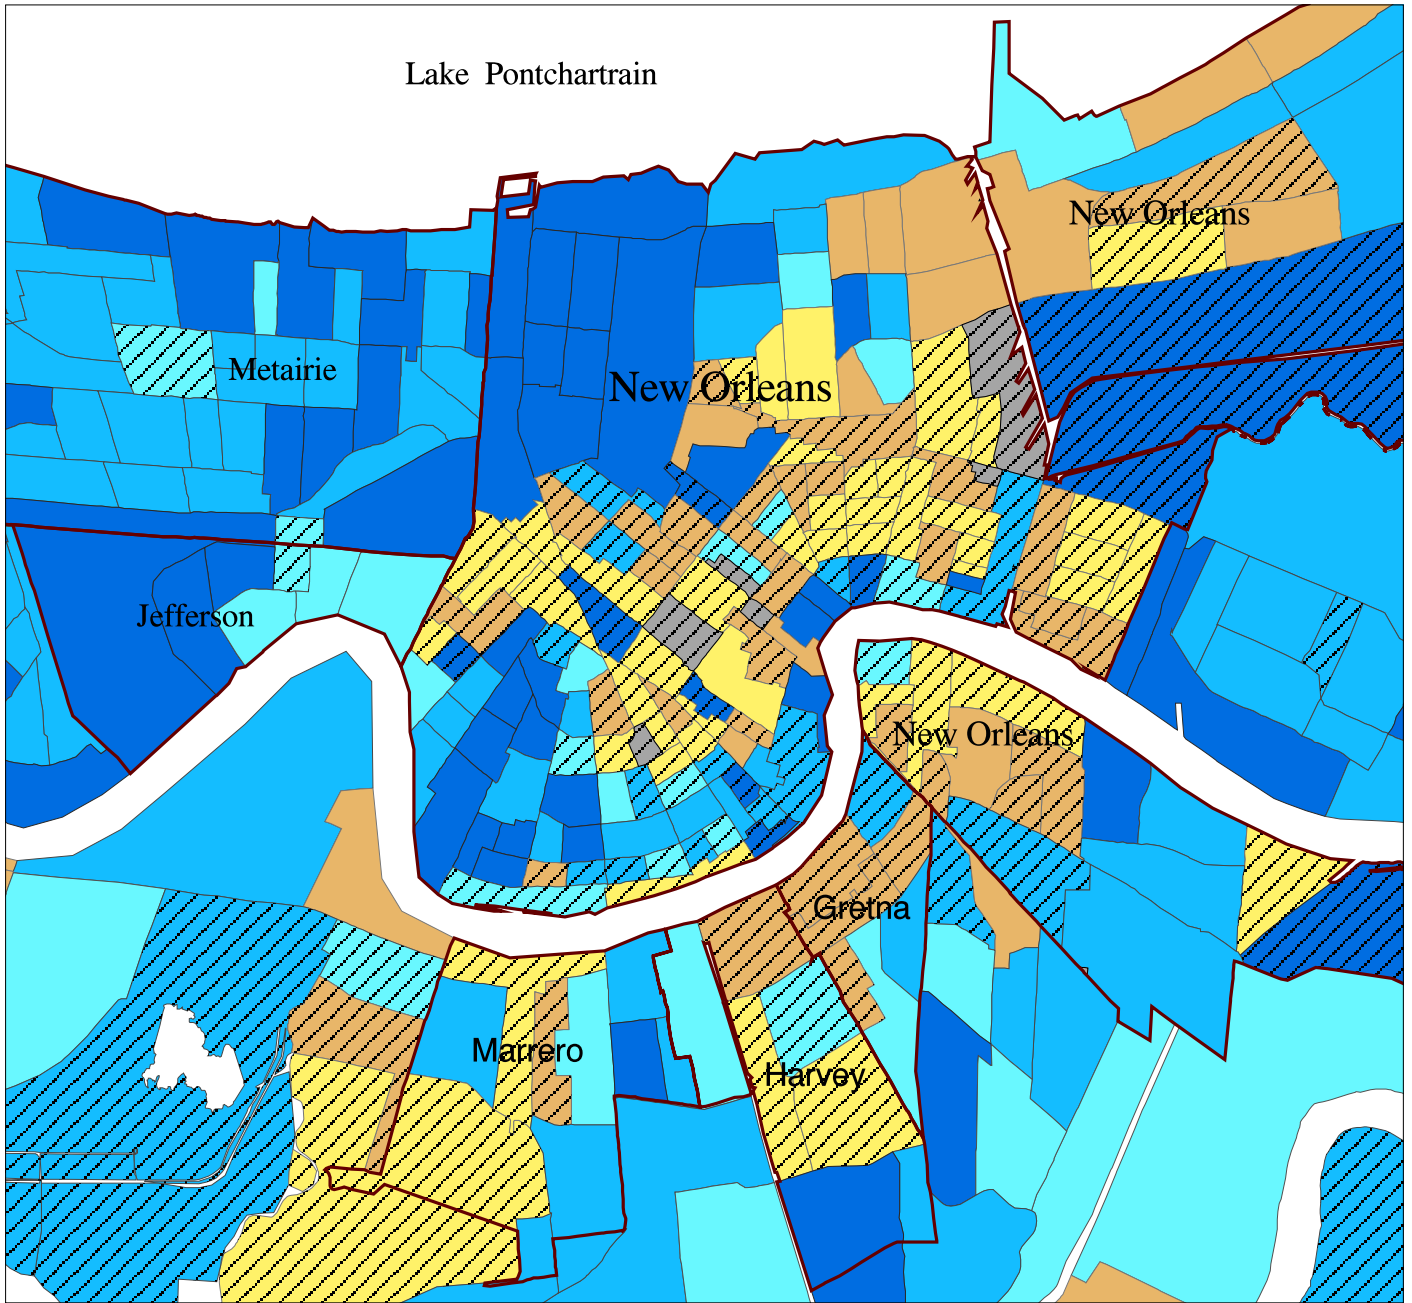 Lake Pontchartrain
New Orleans
Metairie
New Orleans
Jefferson
New Orleans
Gretna
Marrero
Harvey